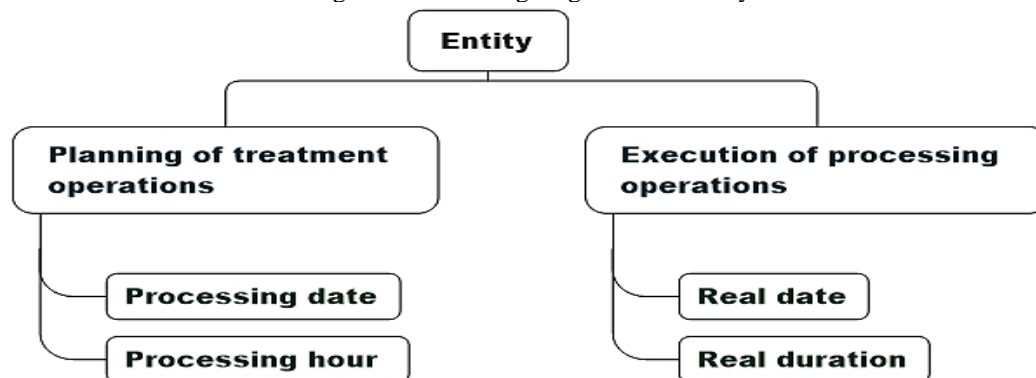 Entity
Planning of treatment
operations
Execution of processing
operations
Processing date
Processing hour
Real date
Real duration